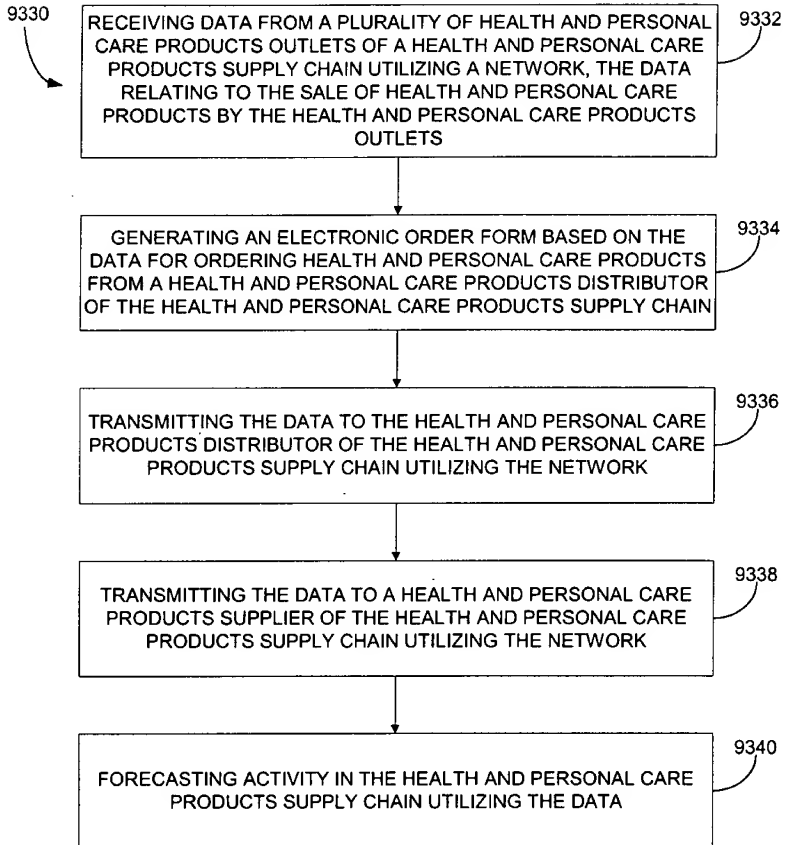 9330
RECEIVING DATA FROM A PLURALITY OF HEALTH AND PERSONAL
CARE PRODUCTS OUTLETS OF A HEALTH AND PERSONAL CARE
PRODUCTS SUPPLY CHAIN UTILIZING A NETWORK, THE DATA
RELATING TO THE SALE OF HEALTH AND PERSONAL CARE
PRODUCTS BY THE HEALTH AND PERSONAL CARE PRODUCTS
OUTLETS
9332
GENERATING AN ELECTRONIC ORDER FORM BASED ON THE
DATA FOR ORDERING HEALTH AND PERSONAL CARE PRODUCTS
FROM A HEALTH AND PERSONAL CARE PRODUCTS DISTRIBUTOR
OF THE HEALTH AND PERSONAL CARE PRODUCTS SUPPLY CHAIN
9334
TRANSMITTING THE DATA TO THE HEALTH AND PERSONAL CARE
PRODUCTS DISTRIBUTOR OF THE HEALTH AND PERSONAL CARE
PRODUCTS SUPPLY CHAIN UTILIZING THE NETWORK
9336
TRANSMITTING THE DATA TO A HEALTH AND PERSONAL CARE
PRODUCTS SUPPLIER OF THE HEALTH AND PERSONAL CARE
PRODUCTS SUPPLY CHAIN UTILIZING THE NETWORK
9338
FORECASTING ACTIVITY IN THE HEALTH AND PERSONAL CARE
PRODUCTS SUPPLY CHAIN UTILIZING THE DATA
9340